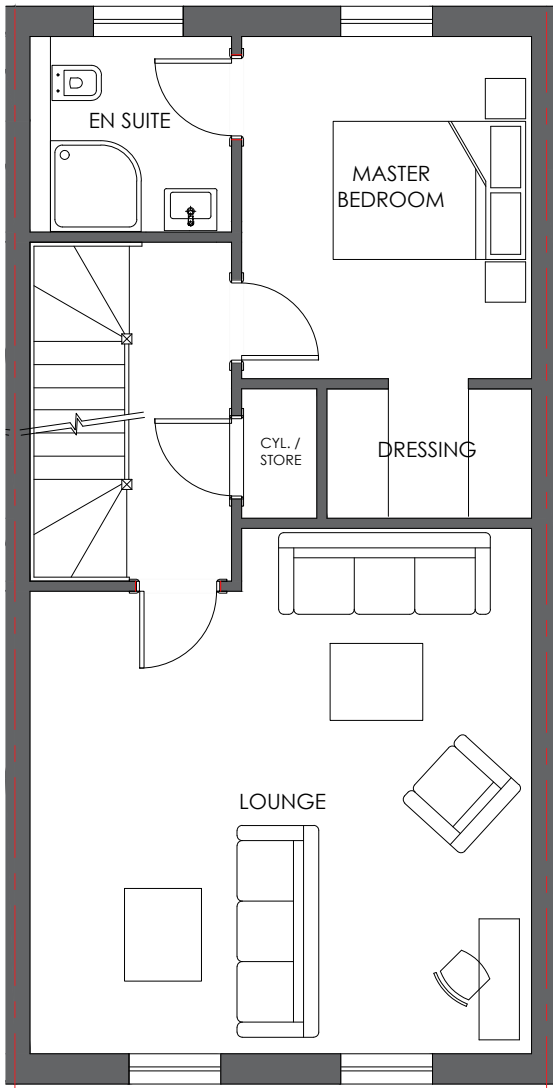 EN SUITE
MASTER
BEDROOM
CYL. /
STORE
DRESSING
LOUNGE